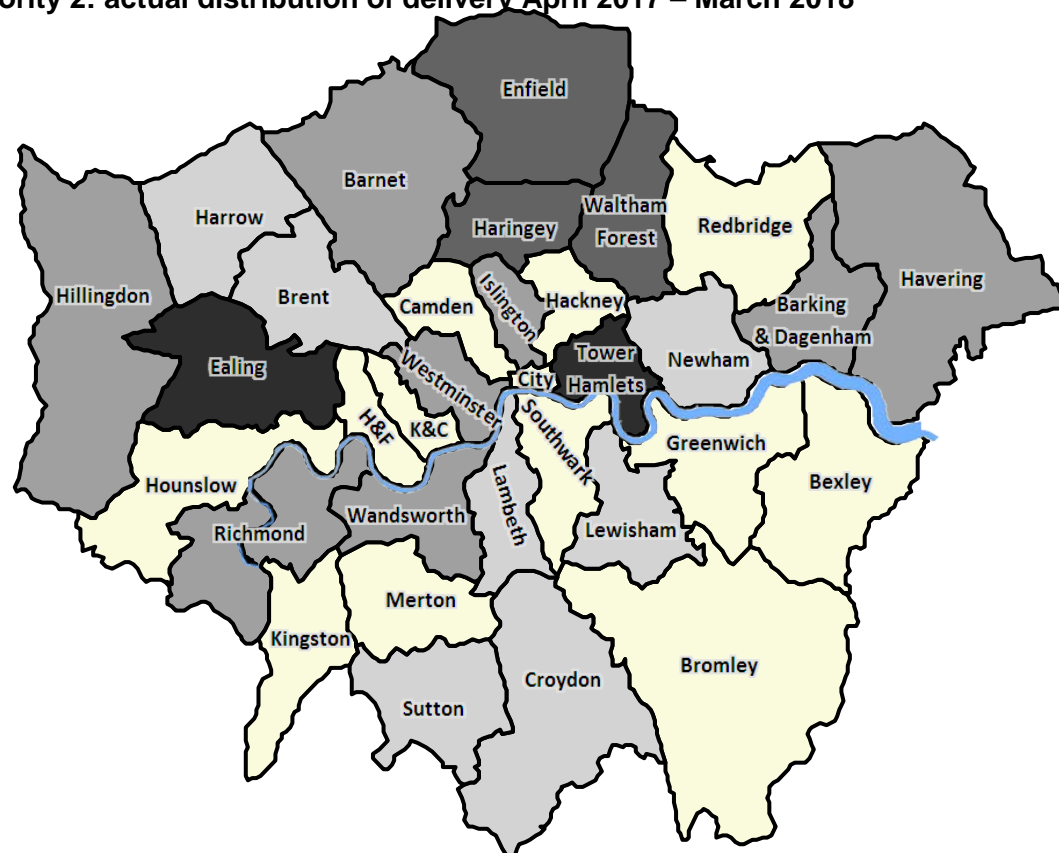 ority 2: actual distribution of delivery April 2017 – March 2018
Enfield
Barnet
Waltham
Forest
Harrow
Haringey
Redbridge
Havering
Hillingdon
Brent
Camden
Islington
Hackney
Barking
& Dagenham
Ealing
Westminster
City
Tower
Hamlets
Newham
H&F
K&C
Southwark
Greenwich
Hounslow
Bexley
Richmond
Wandsworth
Lambeth
Lewisham
Merton
Kingston
Bromley
Croydon
Sutton